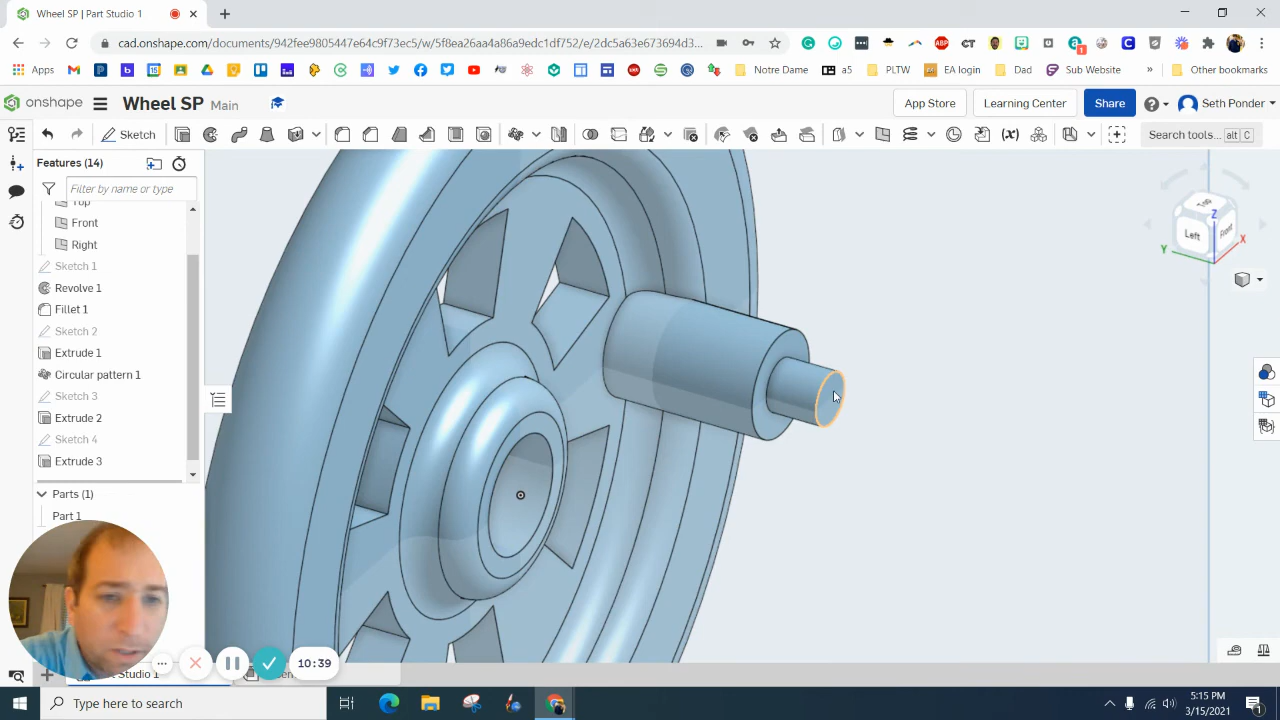 Wheel SP | Part Studio 1
cad.onshape.com/documents/942fee9805447e64c9f73ec5/w/5f8ea26aa4a86a9edc1df752/e/2dc5a63e673694d3...
Apps
Notre Dame
a5
PLTW
EA login
Dad
Sub Website
»
Other bookmarks
onshape
Wheel SP Main
App Store
Learning Center
Share
Seth Ponder
Sketch
Search tools...
alt C
Features (14)
Filter by name or type
Top
Front
Right
Sketch 1
Revolve 1
Fillet 1
Sketch 2
Extrude 1
Circular pattern 1
Sketch 3
Extrude 2
Sketch 4
Extrude 3
Parts (1)
Part 1
Top
Left
Front
Z
Y
X
10:39
Studio 1
Type here to search
5:15 PM
3/15/2021